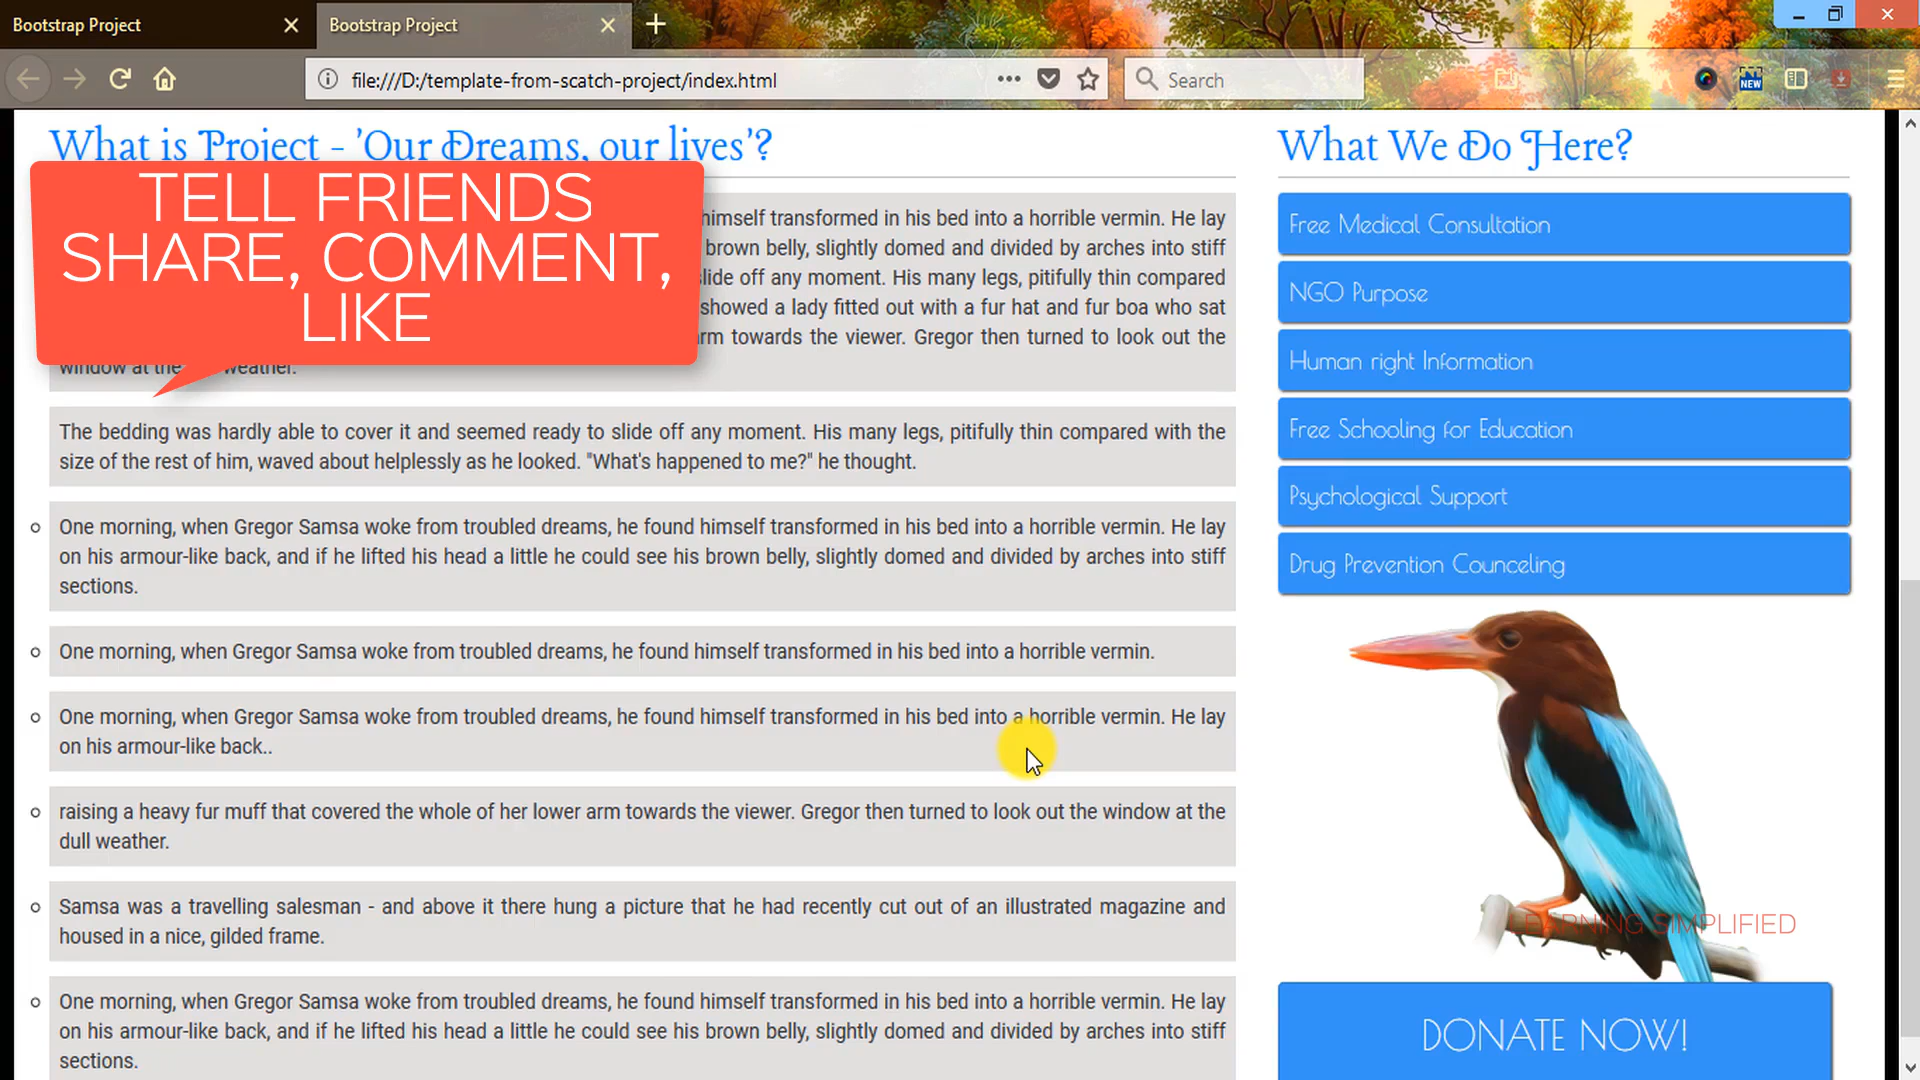 Bootstrap Project
Bootstrap Project
file:///D:/template-from-scatch-project/index.html
Search
NEW
What is Project - 'Our Dreams, our lives'?
TELL FRIENDS
SHARE, COMMENT,
LIKE
himself transformed in his bed into a horrible vermin. He lay
brown belly, slightly domed and divided by arches into stiff
slide off any moment. His many legs, pitifully thin compared
showed a lady fitted out with a fur hat and fur boa who sat
arm towards the viewer. Gregor then turned to look out the
window at the weather.
The bedding was hardly able to cover it and seemed ready to slide off any moment. His many legs, pitifully thin compared with the
size of the rest of him, waved about helplessly as he looked. "What's happened to me?" he thought.
One morning, when Gregor Samsa woke from troubled dreams, he found himself transformed in his bed into a horrible vermin. He lay
on his armour-like back, and if he lifted his head a little he could see his brown belly, slightly domed and divided by arches into stiff
sections.
One morning, when Gregor Samsa woke from troubled dreams, he found himself transformed in his bed into a horrible vermin.
One morning, when Gregor Samsa woke from troubled dreams, he found himself transformed in his bed into a horrible vermin. He lay
on his armour-like back..
raising a heavy fur muff that covered the whole of her lower arm towards the viewer. Gregor then turned to look out the window at the
dull weather.
Samsa was a travelling salesman - and above it there hung a picture that he had recently cut out of an illustrated magazine and
housed in a nice, gilded frame.
One morning, when Gregor Samsa woke from troubled dreams, he found himself transformed in his bed into a horrible vermin. He lay
on his armour-like back, and if he lifted his head a little he could see his brown belly, slightly domed and divided by arches into stiff
sections.
What We Do Here?
Free Medical Consultation
NGO Purpose
Human right Information
Free Schooling for Education
Psychological Support
Drug Prevention Counceling
LEARNING SIMPLIFIED
DONATE NOW!